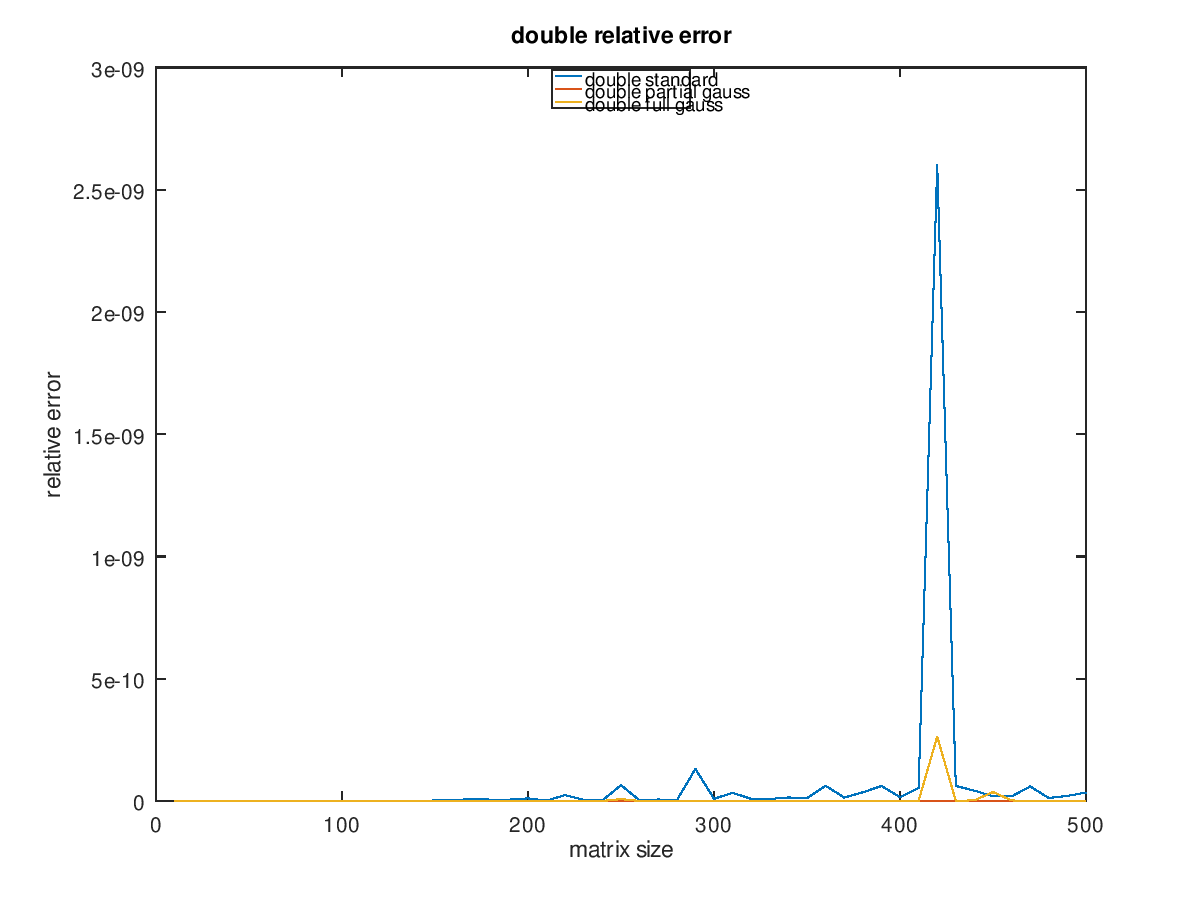 double relative error
3e-09
double standard
double partial gauss
double full gauss
2.5e-09
2e-09
1.5e-09
1e-09
5e-10
0
relative error
0 100 200 300 400 500
matrix size